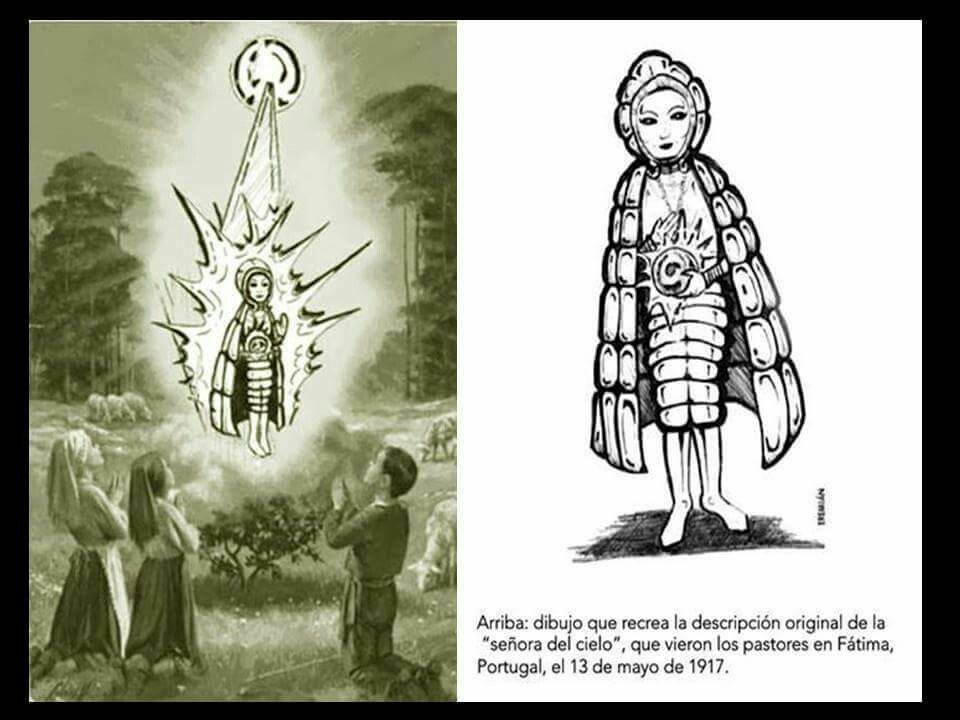 EREMIÁN
Arriba: dibujo que recrea la descripción original de la
“señora del cielo”, que vieron los pastores en Fátima,
Portugal, el 13 de mayo de 1917.